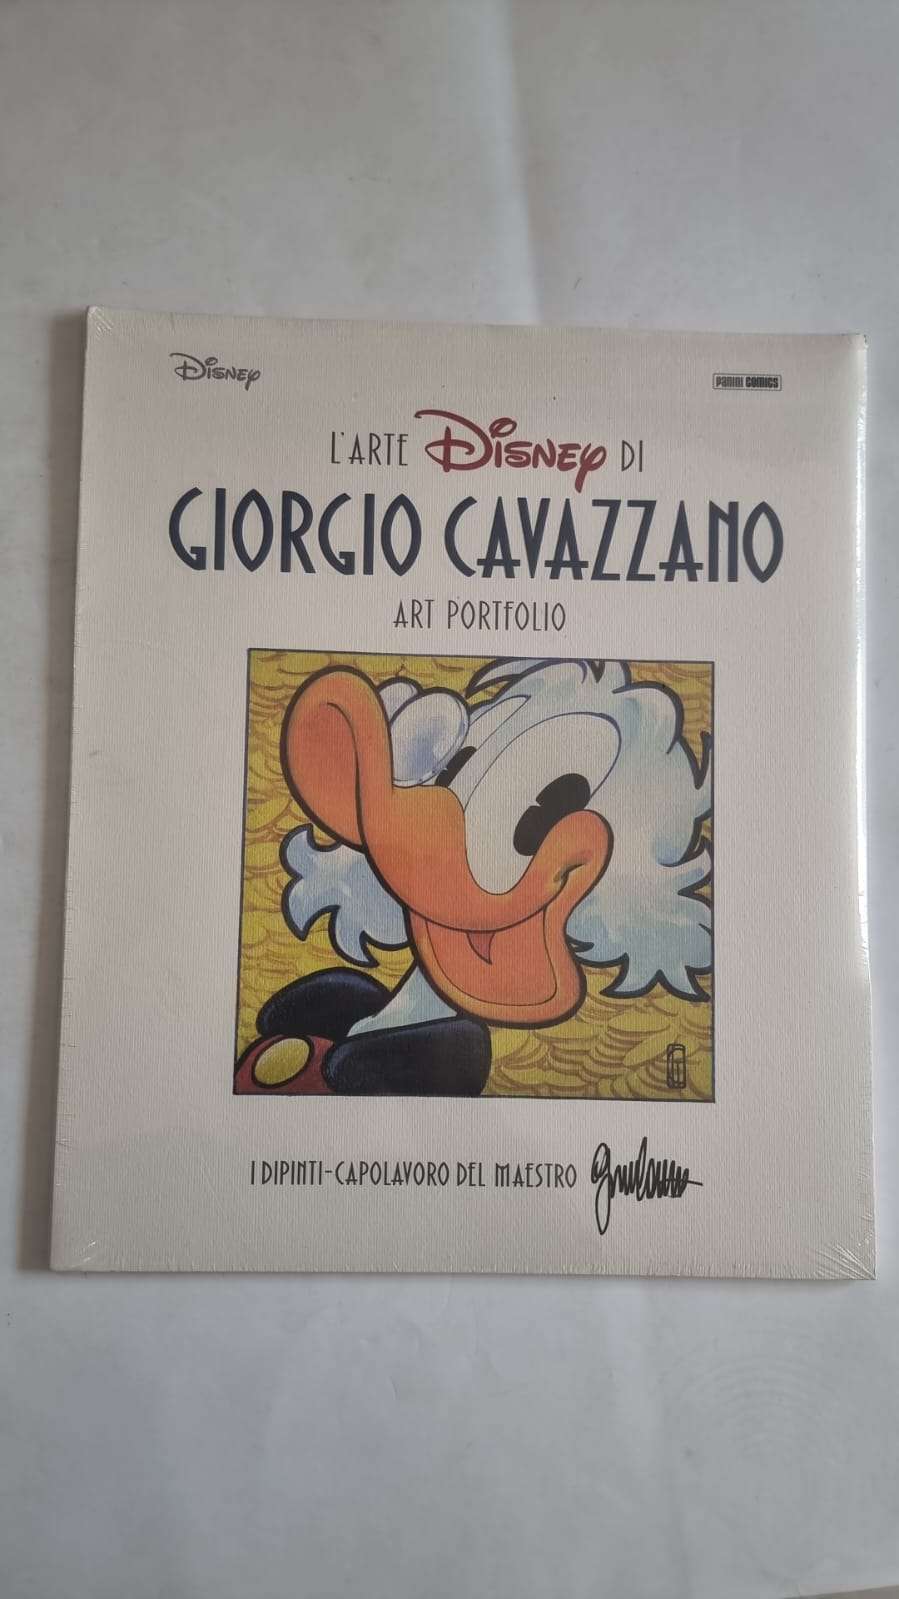 Disney
PANINI COMICS
L'ARTE Disney DI
GIORGIO CAVAZZANO
ART PORTFOLIO
I DIPINTI-CAPOLAVORO DEL MAESTRO